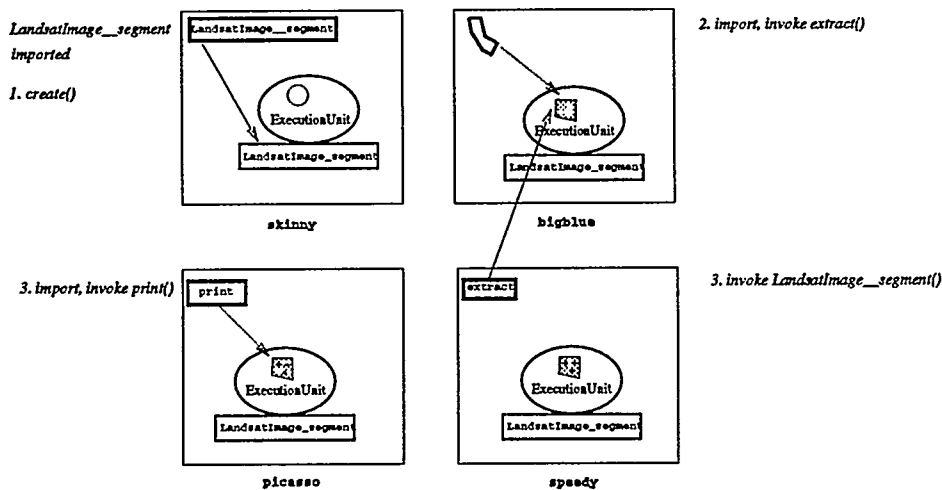 LandsatImage__segment
imported
1. create()
LandsatImage__segment
ExecutionUnit
LandsatImage_segment
skinny
2. import, invoke extract()
ExecutionUnit
LandsatImage_segment
bigblue
3. import, invoke print()
print
ExecutionUnit
LandsatImage_segment
picasso
3. invoke LandsatImage__segment()
extract
ExecutionUnit
LandsatImage_segment
speedy